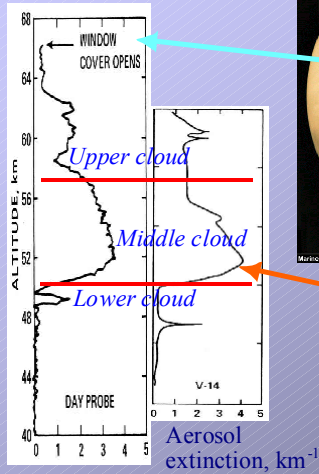 68
64
60
56
52
48
44
40
ALTITUDE, km
WINDOW
COVER OPENS
Upper cloud
Middle cloud
Lower cloud
DAY PROBE
V-14
0 1 2 3 4 5
0 1 2 3 4 5
Aerosol
extinction, km-1
Marine